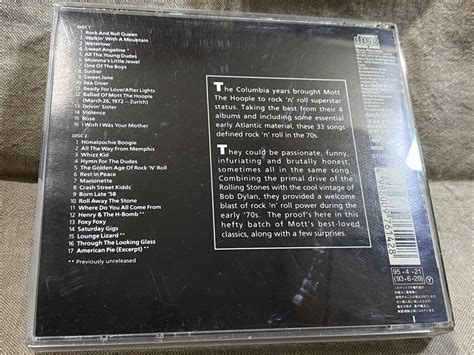 DISC 1
1 Rock And Roll Queen
2 Walkin' With A Mountain
3 Waterlow
4 Sweet Angeline *
5 All The Young Dudes
6 Momma's Little Jewel
7 One Of The Boys
8 Sucker
9 Sweet Jane
10 Sea Diver
11 Ready For Love/After Lights
12 Ballad Of Mott The Hoople
(March 26, 1972 – Zurich)
13 Drivin' Sister
14 Violence
15 Rose
16 I Wish I Was Your Mother
DISC 2
1 Honaloochie Boogie
2 All The Way From Memphis
3 Whizz Kid
4 Hymn For The Dudes
5 The Golden Age Of Rock 'N' Roll
6 Rest In Peace
7 Marionette
8 Crash Street Kidds
9 Born Late '58
10 Roll Away The Stone
11 Where Do You All Come From
12 Henry & The H-Bomb **
13 Foxy Foxy
14 Saturday Gigs
15 Lounge Lizard **
16 Through The Looking Glass
17 American Pie (Excerpt) **
** Previously unreleased
The Columbia years brought Mott
The Hoople to rock 'n' roll superstar
status. Taking the best from their 4
albums and including some essential
early Atlantic material, these 33 songs
defined rock 'n' roll in the 70s.
They could be passionate, funny,
infuriating and brutally honest,
sometimes all in the same song.
Combining the primal drive of the
Rolling Stones with the cool vintage of
Bob Dylan, they provided a welcome
blast of rock 'n' roll power during the
early '70s. The proof's here in this
hefty batch of Mott's best-loved
classics, along with a few surprises.
95・4・21
(93・6・20)
Y